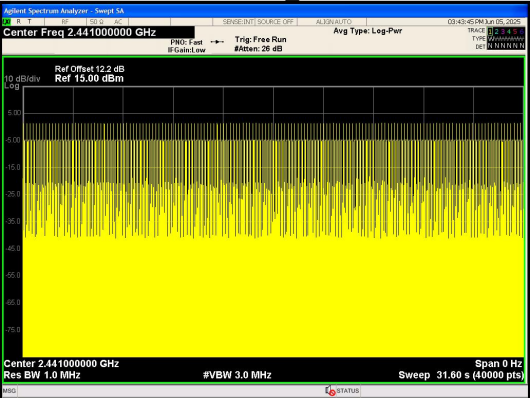 Agilent Spectrum Analyzer - Swept SA
R T RF 50 Ω AC SENSE:INT SOURCE OFF ALIGNAUTO 03:43:45 PM Jun 05, 2025
Center Freq 2.441000000 GHz
PNO: Fast
IFGain:Low
Trig: Free Run
#Atten: 26 dB
Avg Type: Log-Pwr
TRACE 1 2 3 4 5 6
TYPE
DET N N N N N N
Ref Offset 12.2 dB
10 dB/div Ref 15.00 dBm
Log
5.00
-5.00
-15.0
-25.0
-35.0
-45.0
-55.0
-65.0
-75.0
Center 2.441000000 GHz Span 0 Hz
Res BW 1.0 MHz #VBW 3.0 MHz Sweep 31.60 s (40000 pts)
MSG STATUS